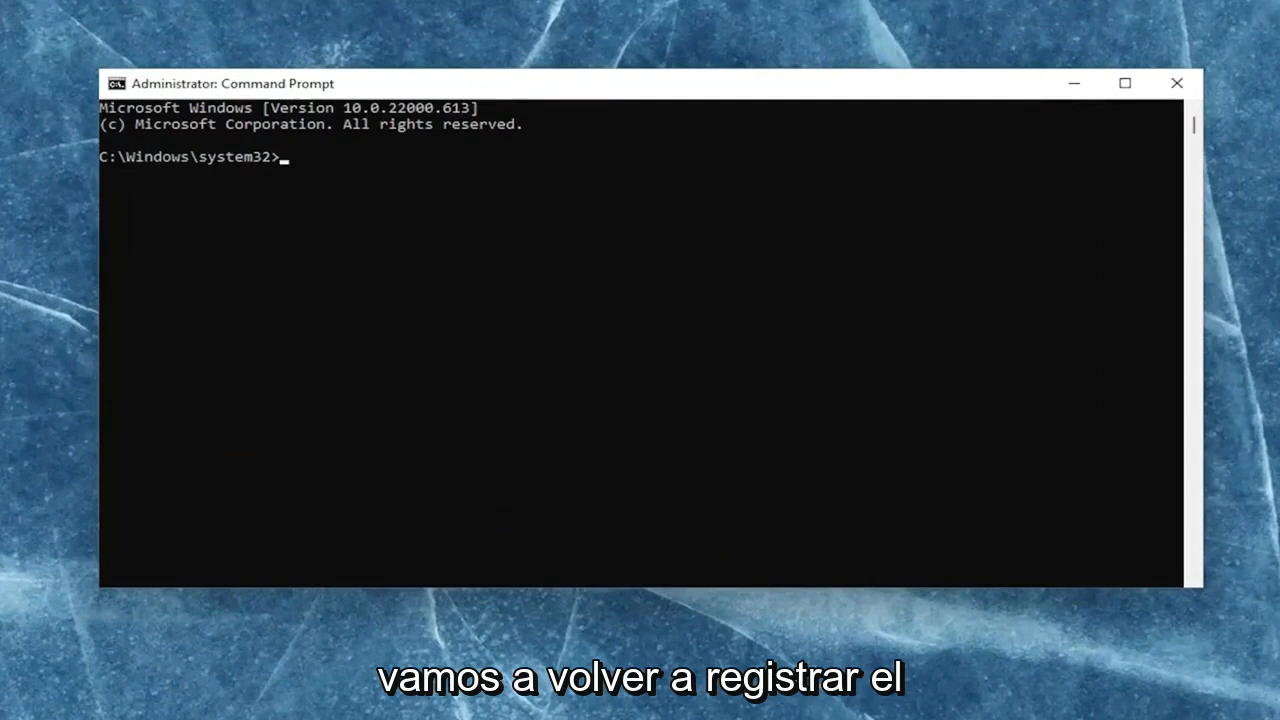 Administrator: Command Prompt
Microsoft Windows [Version 10.0.22000.613]
(c) Microsoft Corporation. All rights reserved.
C:\Windows\system32>
vamos a volver a registrar el